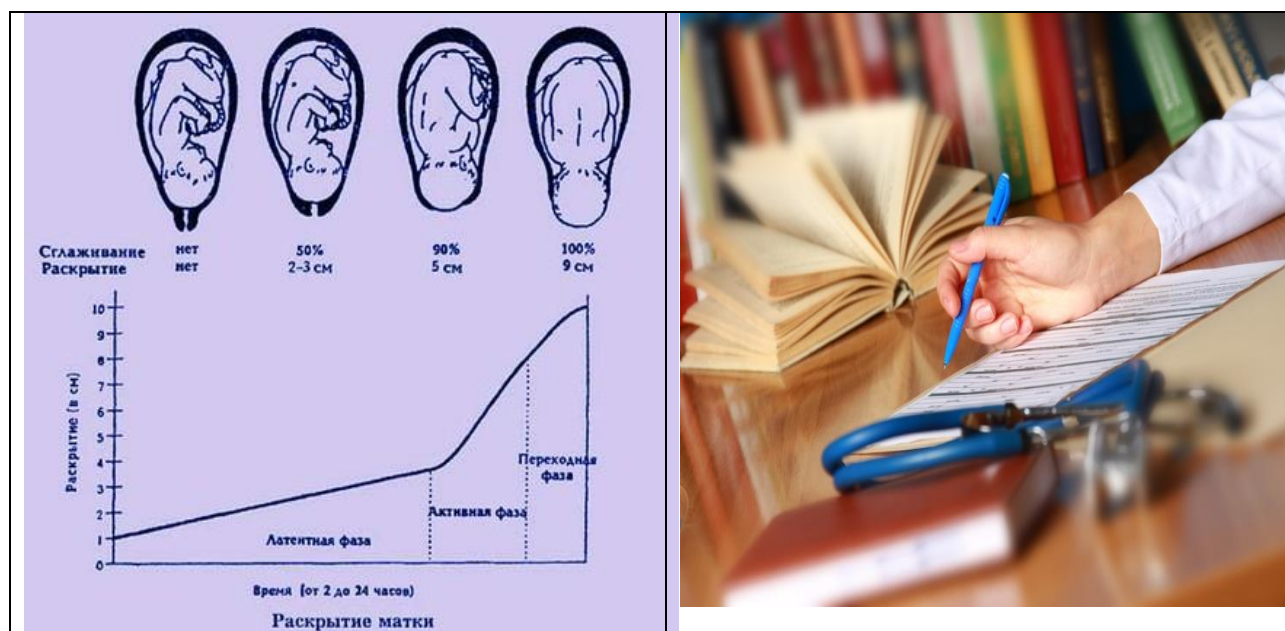 нет 50% 90% 100%
Сглаживание
Раскрытие нет 2–3 см 5 см 9 см
10
9
8
7
6
5
4
3
2
1
0
Раскрытие (в см)
Переходная
фаза
Активная фаза
Латентная фаза
Время (от 2 до 24 часов)
Раскрытие матки